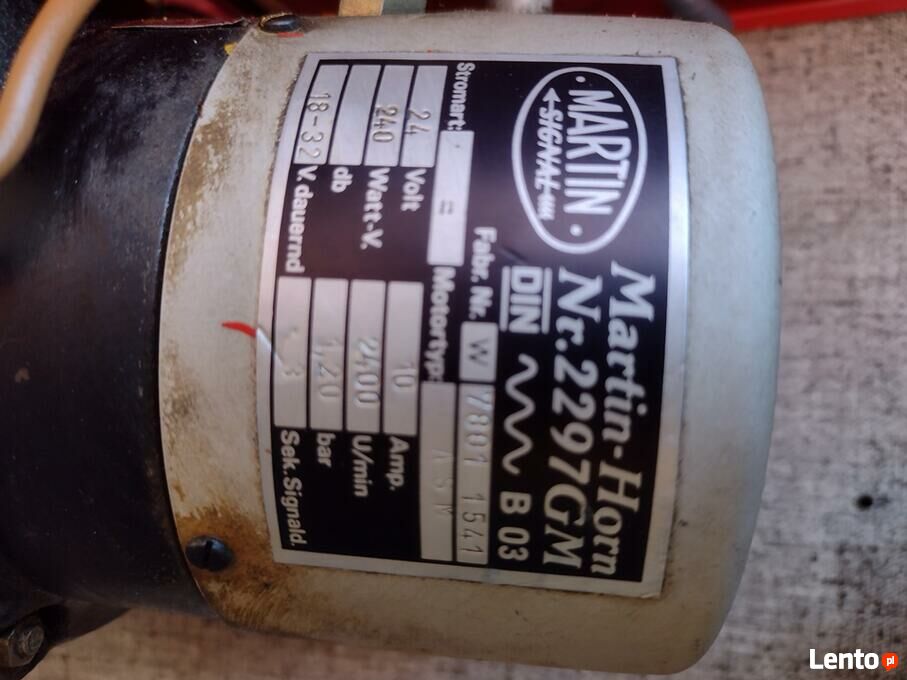 MARTIN
SIGNAL
Martin-Horn
Nr. 2297GM
DIN B 03
Fabr. Nr. W 7801 1541
Stromart: = Motortyp:
24 Volt 10 Amp.
240 Watt-V. 2400 U/min
db 1,20 bar
18-32 V. dauernd 3 Sek. Signald.
Lento pl